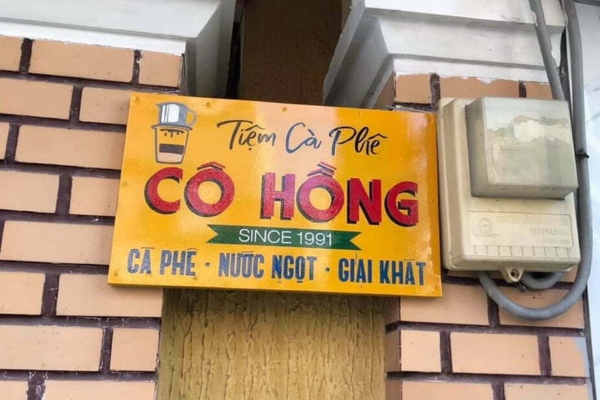 Tiệm Cà Phê
CÔ HỒNG
SINCE 1991
CÀ PHÊ · NƯỚC NGỌT · GIẢI KHÁT